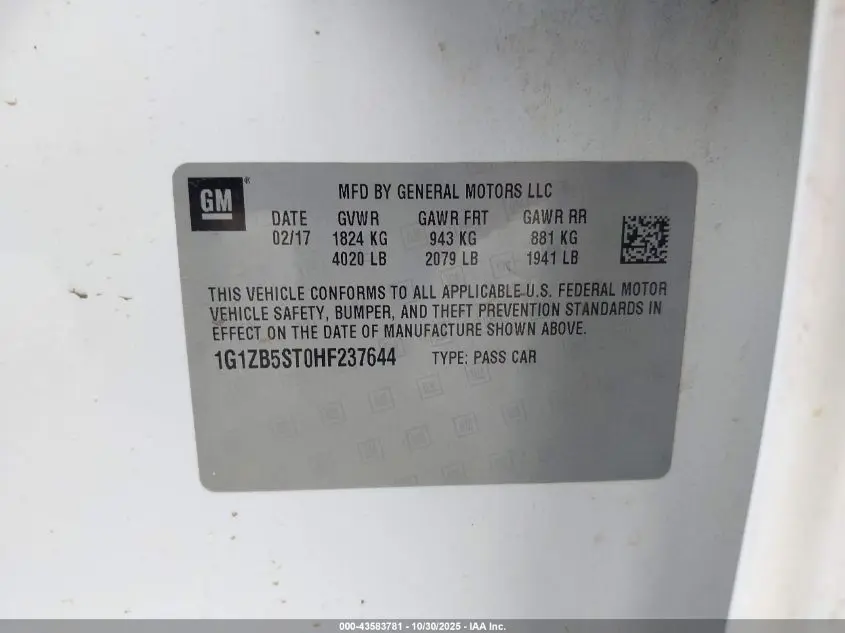 GM
MFD BY GENERAL MOTORS LLC
DATE GVWR GAWR FRT GAWR RR
02/17 1824 KG 943 KG 881 KG
4020 LB 2079 LB 1941 LB
THIS VEHICLE CONFORMS TO ALL APPLICABLE U.S. FEDERAL MOTOR
VEHICLE SAFETY, BUMPER, AND THEFT PREVENTION STANDARDS IN
EFFECT ON THE DATE OF MANUFACTURE SHOWN ABOVE.
1G1ZB5ST0HF237644 TYPE: PASS CAR
000-43583781 - 10/30/2025 - IAA Inc.